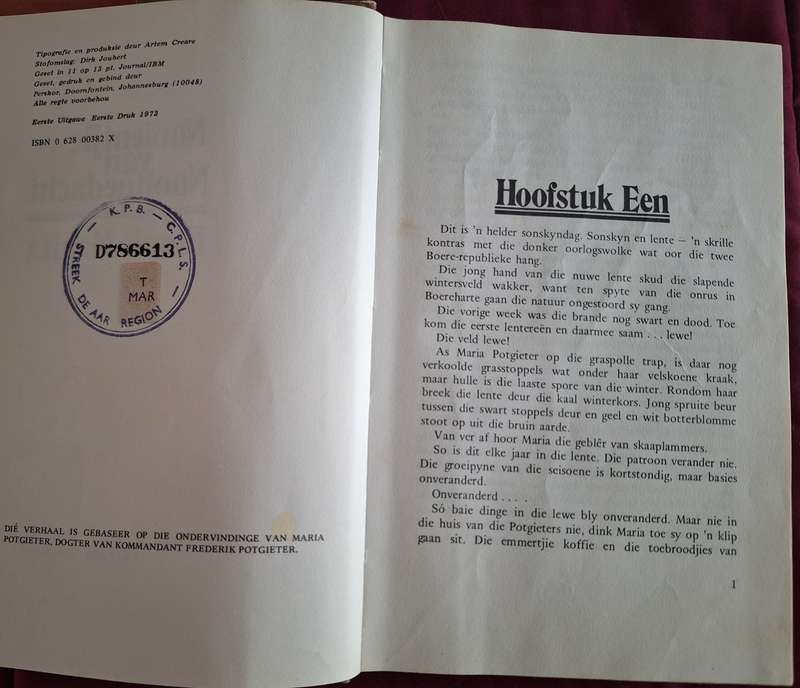 Tipografie en produksie deur Artem Creare
Stofomslag: Dirk Joubert
Geset in 11 op 13 pt. Journal/IBM
Geset, gedruk en gebind deur
Perskor, Doornfontein, Johannesburg (10048)
Alle regte voorbehou
Eerste Uitgawe Eerste Druk 1973
ISBN 0 628 00382 X
K.P.B. — C.P.L.S.
D786613
T
MAR
STREEK DE AAR REGION
DIÉ VERHAAL IS GEBASEER OP DIE ONDERVINDINGE VAN MARIA
POTGIETER, DOGTER VAN KOMMANDANT FREDERIK POTGIETER.
Hoofstuk Een
Dit is 'n helder sonskyndag. Sonskyn en lente – 'n skrille
kontras met die donker oorlogswolke wat oor die twee
Boere-republieke hang.
Die jong hand van die nuwe lente skud die slapende
wintersveld wakker, want ten spyte van die onrus in
Boereharte gaan die natuur ongestoord sy gang.
Die vorige week was die brande nog swart en dood. Toe
kom die eerste lentereën en daarmee saam . . . lewe!
Die veld lewe!
As Maria Potgieter op die graspolle trap, is daar nog
verkoolde grasstoppels wat onder haar velskoene kraak,
maar hulle is die laaste spore van die winter. Rondom haar
breek die lente deur die kaal winterkors. Jong spruite beur
tussen die swart stoppels deur en geel en wit botterblomme
stoot op uit die bruin aarde.
Van ver af hoor Maria die geblêr van skaaplammers.
So is dit elke jaar in die lente. Die patroon verander nie.
Die groeipyne van die seisoene is kortstondig, maar basies
onveranderd.
Onveranderd . . . .
Só baie dinge in die lewe bly onveranderd. Maar nie in
die huis van die Potgieters nie, dink Maria toe sy op 'n klip
gaan sit. Die emmertjie koffie en die toebroodjies van
1